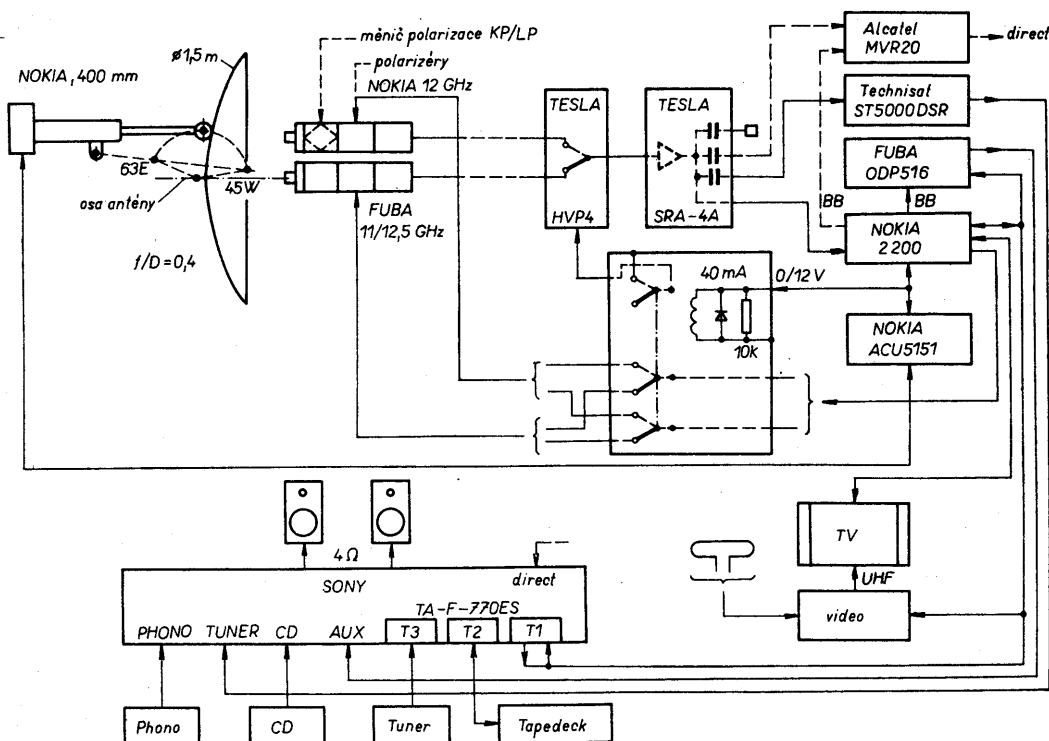 měnič polarizace KP/LP
polarizéry
NOKIA 12 GHz
NOKIA, 400 mm
ø1,5 m
63E
45W
osa antény
f/D=0,4
FUBA
11/12,5 GHz
TESLA
HVP4
TESLA
SRA-4A
Alcatel
MVR20
direct
Technisat
ST5000DSR
FUBA
ODP516
BB
BB
NOKIA
2200
40 mA
0/12 V
10k
NOKIA
ACU5151
TV
UHF
video
4Ω
SONY
direct
TA-F-770ES
PHONO
TUNER
CD
AUX
T3
T2
T1
Phono
CD
Tuner
Tapedeck